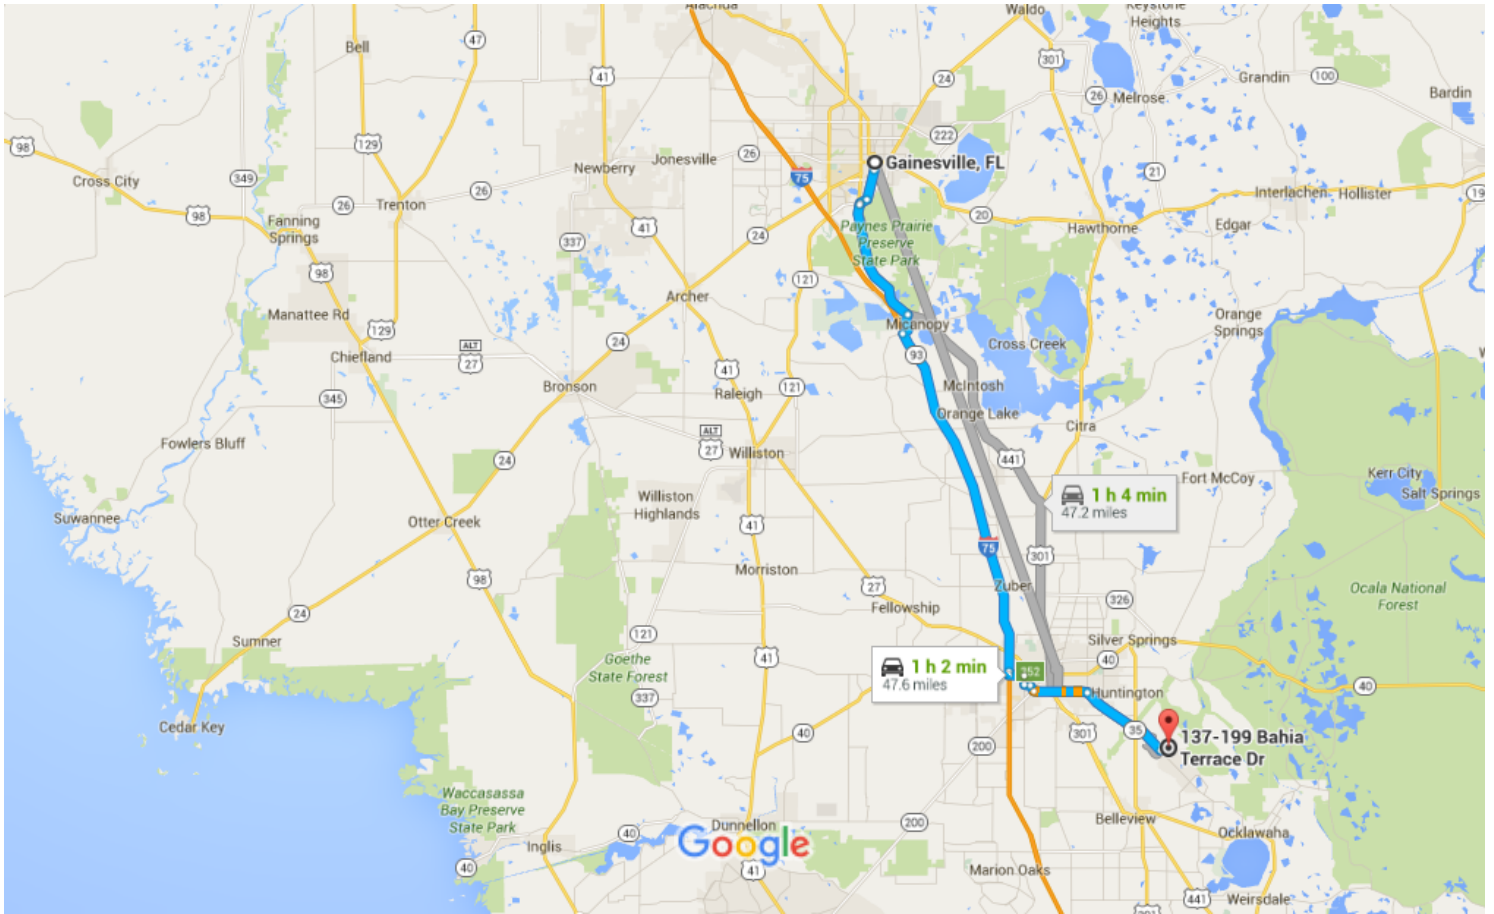 Alachua
Waldo
Keystone
Heights
Bell
47
41
301
24
Grandin
100
Bardin
26
Melrose
98
129
222
Newberry
Jonesville
26
Gainesville, FL
75
21
Cross City
349
26
Trenton
26
Interlachen
Hollister
98
Fanning
Springs
337
41
24
20
Hawthorne
Edgar
Paynes Prairie
Preserve
State Park
98
121
Archer
Manattee Rd
129
Chiefland
ALT
27
24
Micanopy
Cross Creek
Orange
Springs
93
41
Bronson
121
Raleigh
McIntosh
345
Orange Lake
Citra
Fowlers Bluff
ALT
27
Williston
24
441
Fort McCoy
Kerr City
Salt Springs
1 h 4 min
47.2 miles
Williston
Highlands
Suwannee
Otter Creek
41
75
301
98
Morriston
Zuber
27
Fellowship
326
Ocala National
Forest
24
Sumner
121
Silver Springs
41
Goethe
State Forest
40
1 h 2 min
47.6 miles
352
337
Huntington
40
Cedar Key
40
200
301
35
137-199 Bahia
Terrace Dr
Waccasassa
Bay Preserve
State Park
Belleview
Ocklawaha
Dunnellon
200
40
Inglis
Google
40
41
Marion Oaks
441
Weirsdale
301